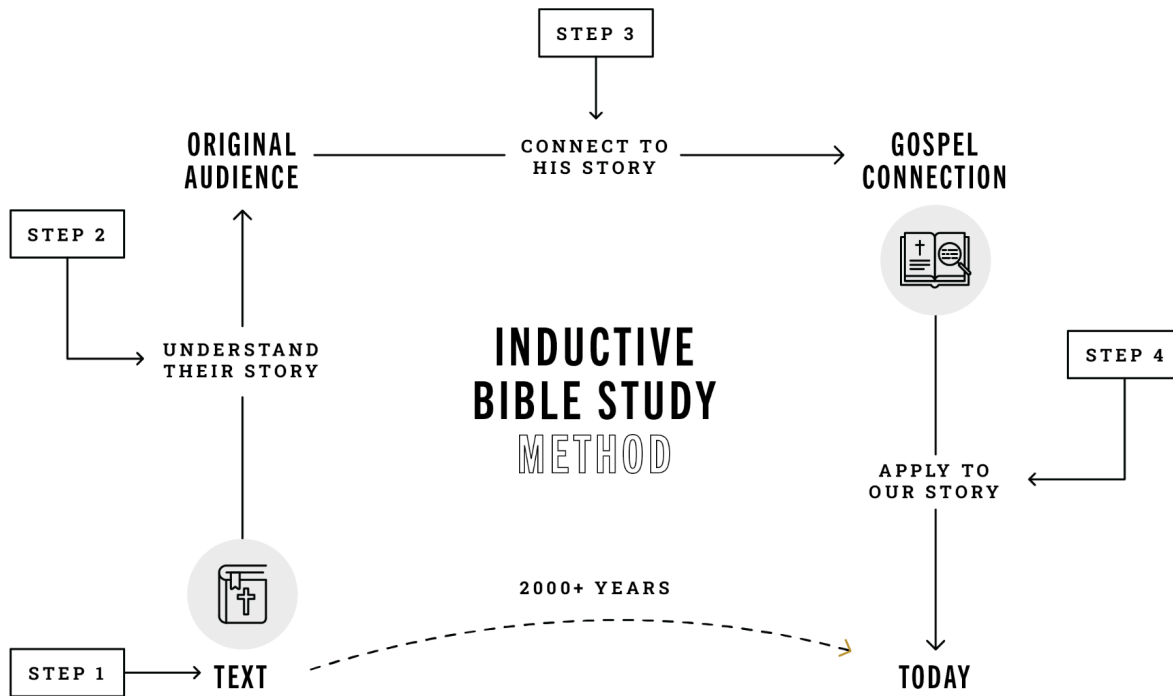 STEP 3
ORIGINAL
AUDIENCE
CONNECT TO
HIS STORY
GOSPEL
CONNECTION
STEP 2
UNDERSTAND
THEIR STORY
INDUCTIVE
BIBLE STUDY
METHOD
STEP 4
APPLY TO
OUR STORY
2000+ YEARS
STEP 1
TEXT
TODAY